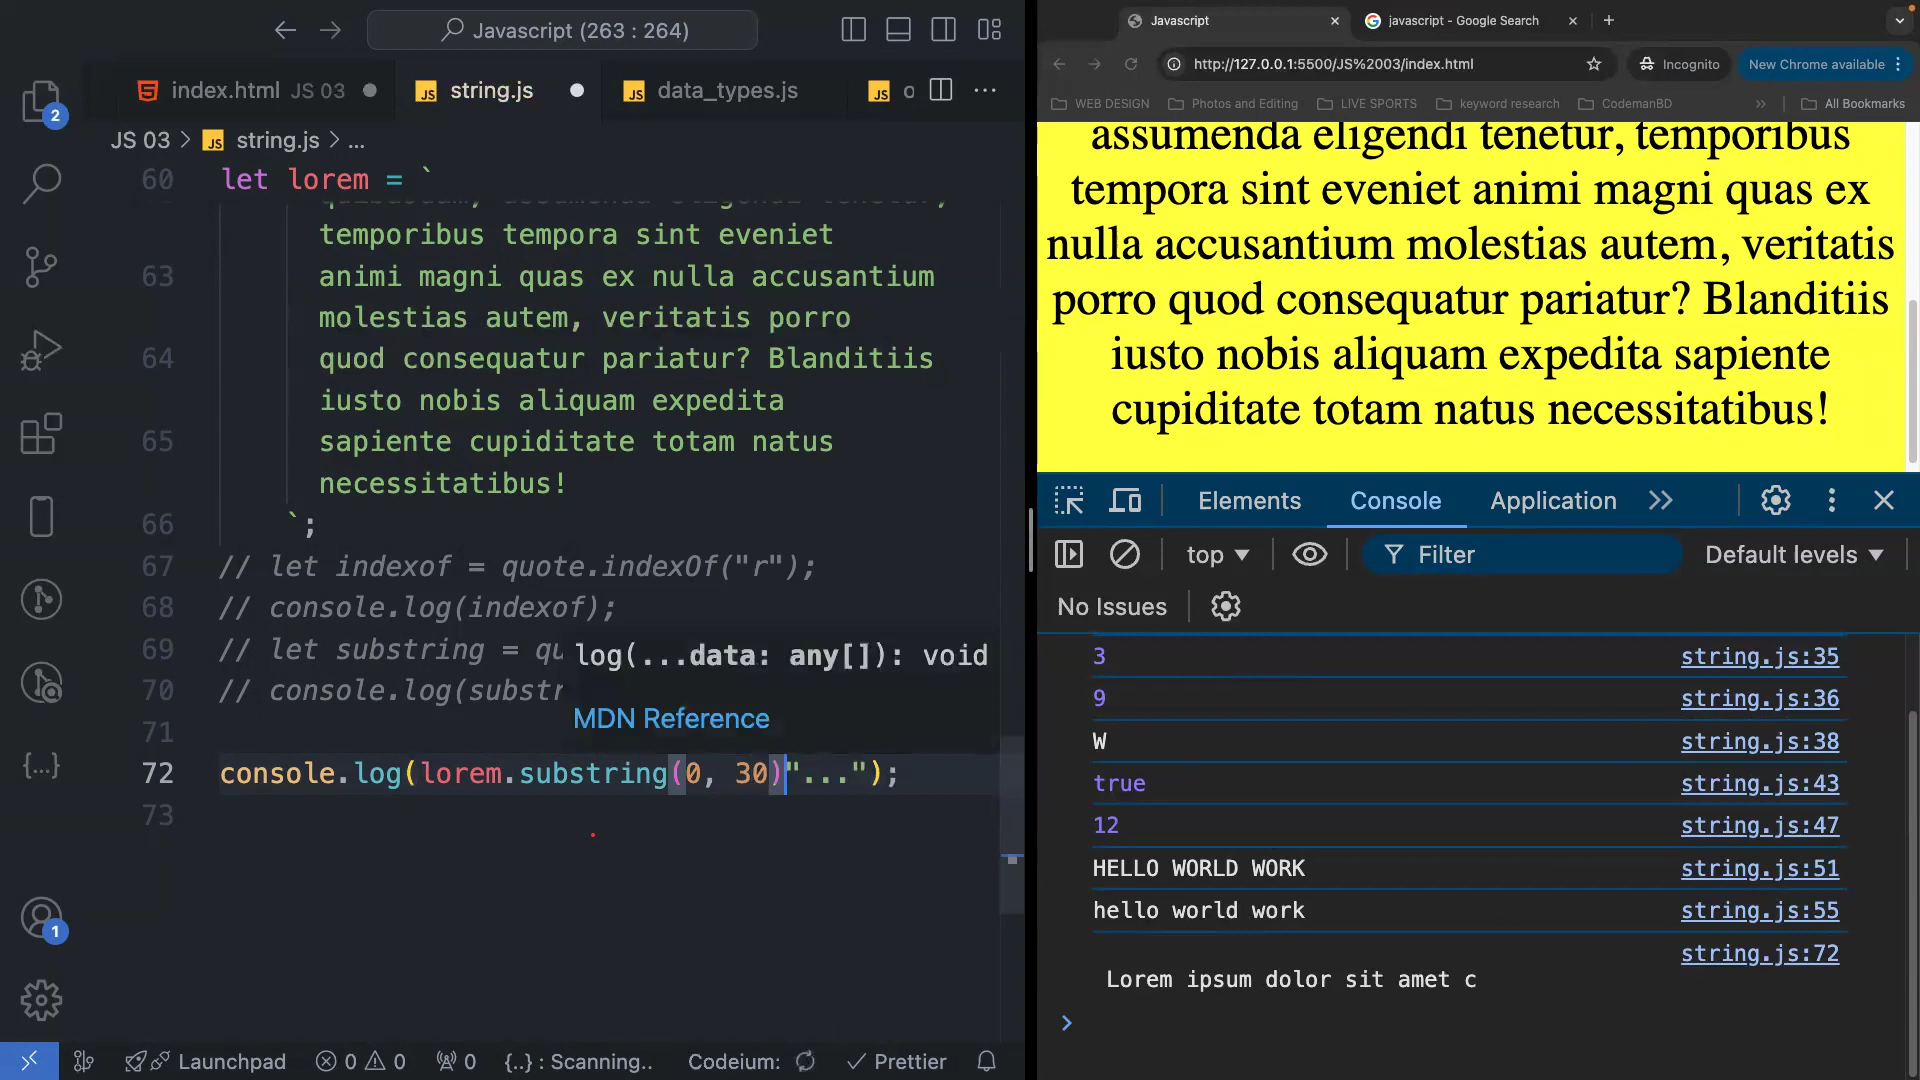 Javascript (263 : 264)
index.html JS 03
string.js
data_types.js
JS 03 > string.js > ...
60 let lorem = `
temporibus tempora sint eveniet
63 animi magni quas ex nulla accusantium
molestias autem, veritatis porro
64 quod consequatur pariatur? Blanditiis
iusto nobis aliquam expedita
65 sapiente cupiditate totam natus
necessitatibus!
66 `;
67 // let indexof = quote.indexOf("r");
68 // console.log(indexof);
69 // let substring = qu
70 // console.log(substr
log(...data: any[]): void
MDN Reference
71
72 console.log(lorem.substring(0, 30)"...");
73
2
1
Launchpad
0 0
0
{..} : Scanning..
Codeium:
Prettier
Javascript
javascript - Google Search
http://127.0.0.1:5500/JS%2003/index.html
Incognito
New Chrome available
WEB DESIGN
Photos and Editing
LIVE SPORTS
keyword research
CodemanBD
All Bookmarks
assumenda eligendi tenetur, temporibus
tempora sint eveniet animi magni quas ex
nulla accusantium molestias autem, veritatis
porro quod consequatur pariatur? Blanditiis
iusto nobis aliquam expedita sapiente
cupiditate totam natus necessitatibus!
Elements
Console
Application
top
Filter
Default levels
No Issues
3 string.js:35
9 string.js:36
W string.js:38
true string.js:43
12 string.js:47
HELLO WORLD WORK string.js:51
hello world work string.js:55
string.js:72
Lorem ipsum dolor sit amet c